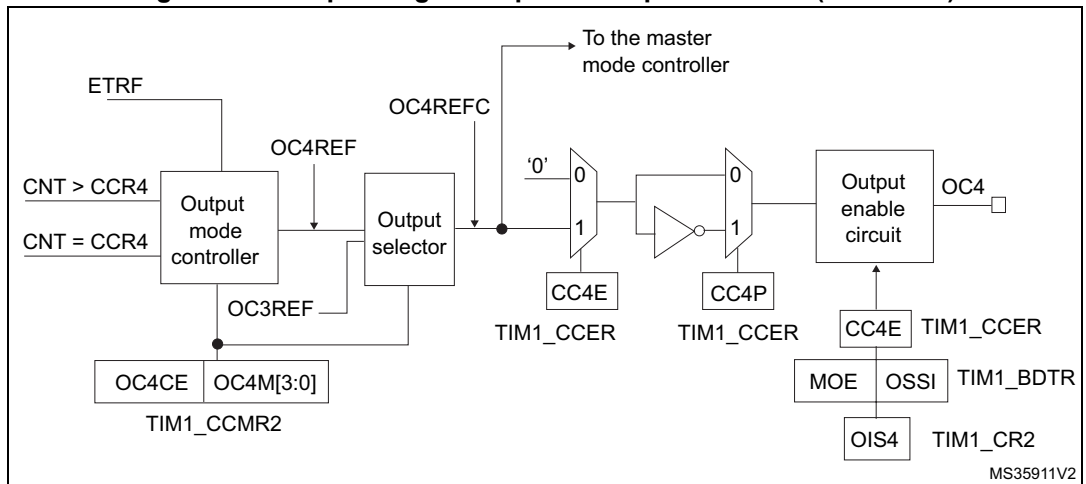 To the master
mode controller
ETRF
OC4REFC
OC4REF
'0'
0
0
CNT > CCR4
Output
mode
controller
Output
selector
Output
enable
circuit
OC4
CNT = CCR4
1
1
OC3REF
CC4E
CC4P
TIM1_CCER
TIM1_CCER
CC4E
TIM1_CCER
OC4CE
OC4M[3:0]
MOE
OSSI
TIM1_BDTR
TIM1_CCMR2
OIS4
TIM1_CR2
MS35911V2